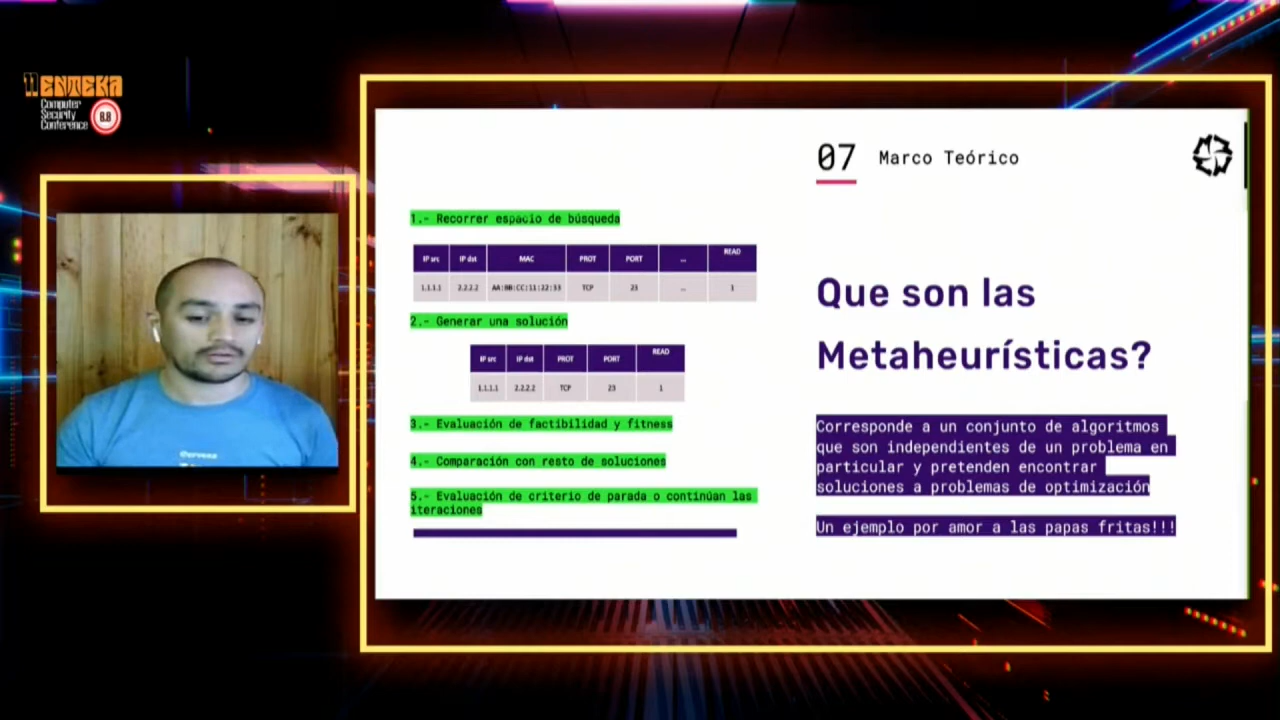 11ENTEKA
Computer
Security
Conference
8.8
Cerveza
07 Marco Teórico
1.- Recorrer espacio de búsqueda
IP src IP dst MAC PROT PORT ... READ
1.1.1.1 2.2.2.2 AA:BB:CC:11:22:33 TCP 23 ... 1
2.- Generar una solución
IP src IP dst PROT PORT READ
1.1.1.1 2.2.2.2 TCP 23 1
3.- Evaluación de factibilidad y fitness
4.- Comparación con resto de soluciones
5.- Evaluación de criterio de parada o continúan las
iteraciones
Que son las
Metaheurísticas?
Corresponde a un conjunto de algoritmos
que son independientes de un problema en
particular y pretenden encontrar
soluciones a problemas de optimización
Un ejemplo por amor a las papas fritas!!!